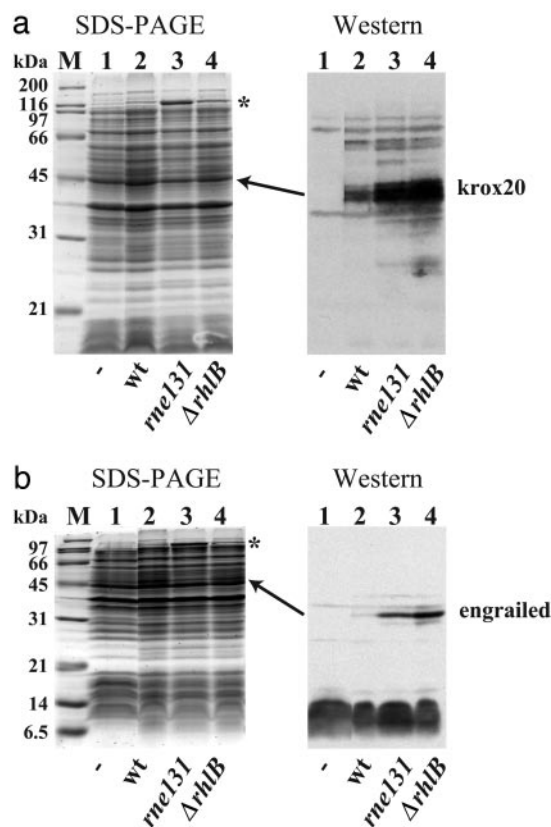 a
SDS-PAGE
Western
kDa M 1 2 3 4
1 2 3 4
200
116
*
97
66
45
krox20
31
21
- wt rne131 ΔrhlB
- wt rne131 ΔrhlB
b
SDS-PAGE
Western
kDa M 1 2 3 4
1 2 3 4
97
*
66
45
engrailed
31
21
14
6.5
- wt rne131 ΔrhlB
- wt rne131 ΔrhlB